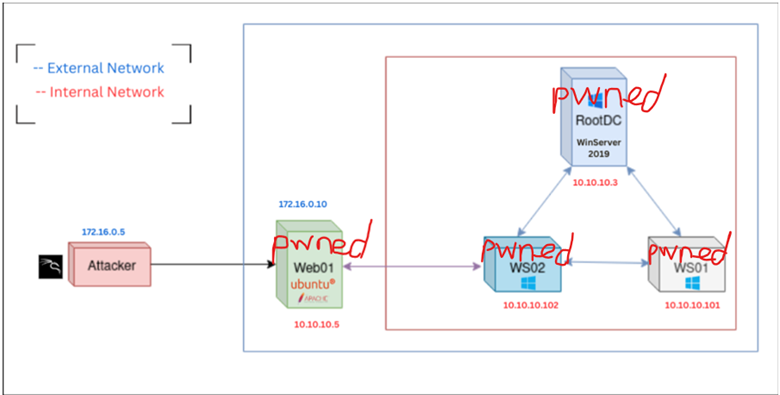 -- External Network
-- Internal Network
pwned
RootDC
WinServer
2019
10.10.10.3
172.16.0.10
172.16.0.5
Attacker
pwned
Web01
ubuntu®
APACHE
10.10.10.5
pwned
WS02
10.10.10.102
pwned
WS01
10.10.10.101